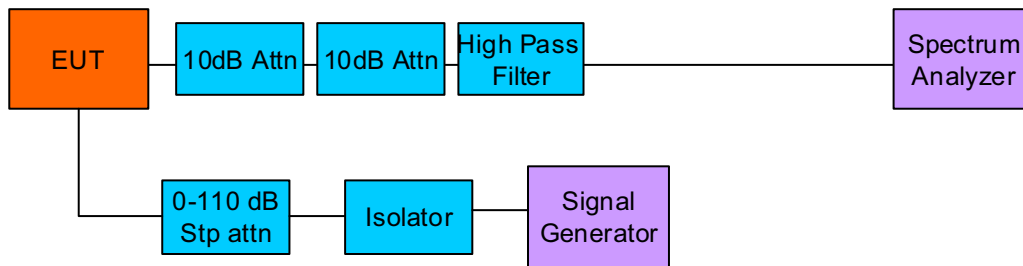 EUT
10dB Attn
10dB Attn
High Pass
Filter
Spectrum
Analyzer
0-110 dB
Stp attn
Isolator
Signal
Generator